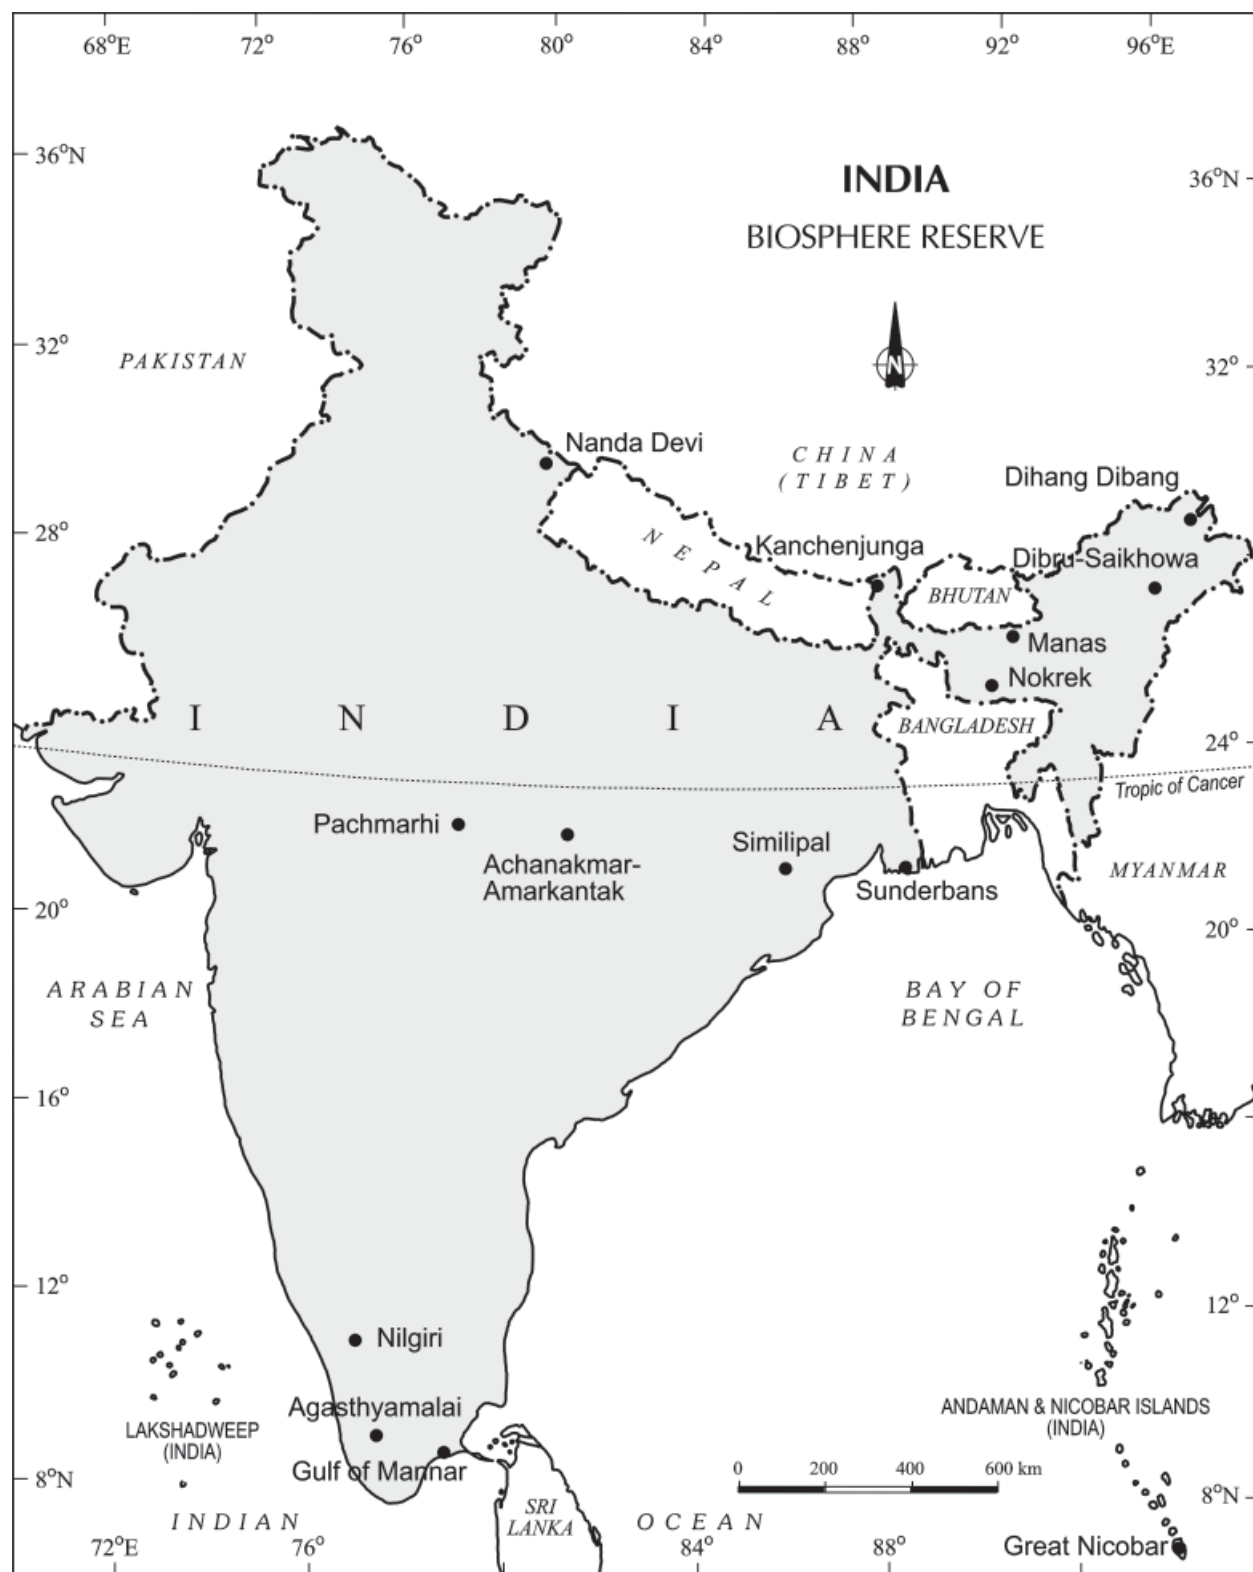 68°E 72° 76° 80° 84° 88° 92° 96°E
36°N
INDIA
36°N
BIOSPHERE RESERVE
32°
PAKISTAN
N
32°
Nanda Devi
CHINA
(TIBET)
Dihang Dibang
28°
NEPAL
Kanchenjunga
Dibru-Saikhowa
BHUTAN
Manas
Nokrek
INDIA
BANGLADESH
24°
Tropic of Cancer
Pachmarhi
Achanakmar-
Amarkantak
Similipal
Sunderbans
MYANMAR
20°
20°
ARABIAN
SEA
BAY OF
BENGAL
16°
12°
12°
Nilgiri
Agasthyamalai
LAKSHADWEEP
(INDIA)
ANDAMAN & NICOBAR ISLANDS
(INDIA)
Gulf of Mannar
0 200 400 600 km
8°N
8°N
SRI
LANKA
INDIAN OCEAN
Great Nicobar
72°E 76° 84° 88°